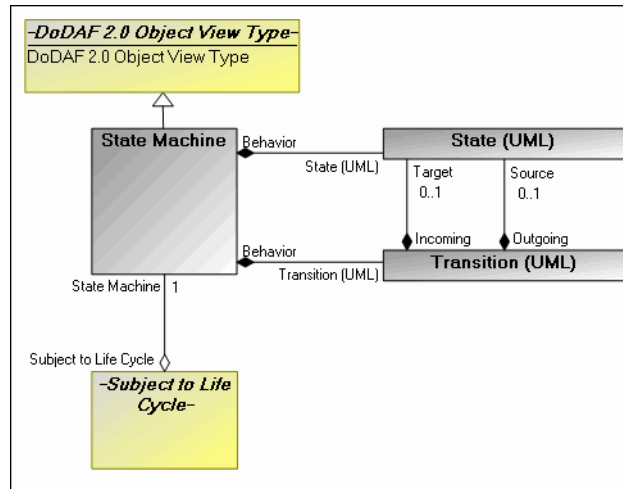 -DoDAF 2.0 Object View Type-
DoDAF 2.0 Object View Type
State Machine
Behavior
State (UML)
State (UML)
Target
0..1
Source
0..1
Incoming
Outgoing
Behavior
Transition (UML)
Transition (UML)
State Machine
1
Subject to Life Cycle
-Subject to Life
Cycle-